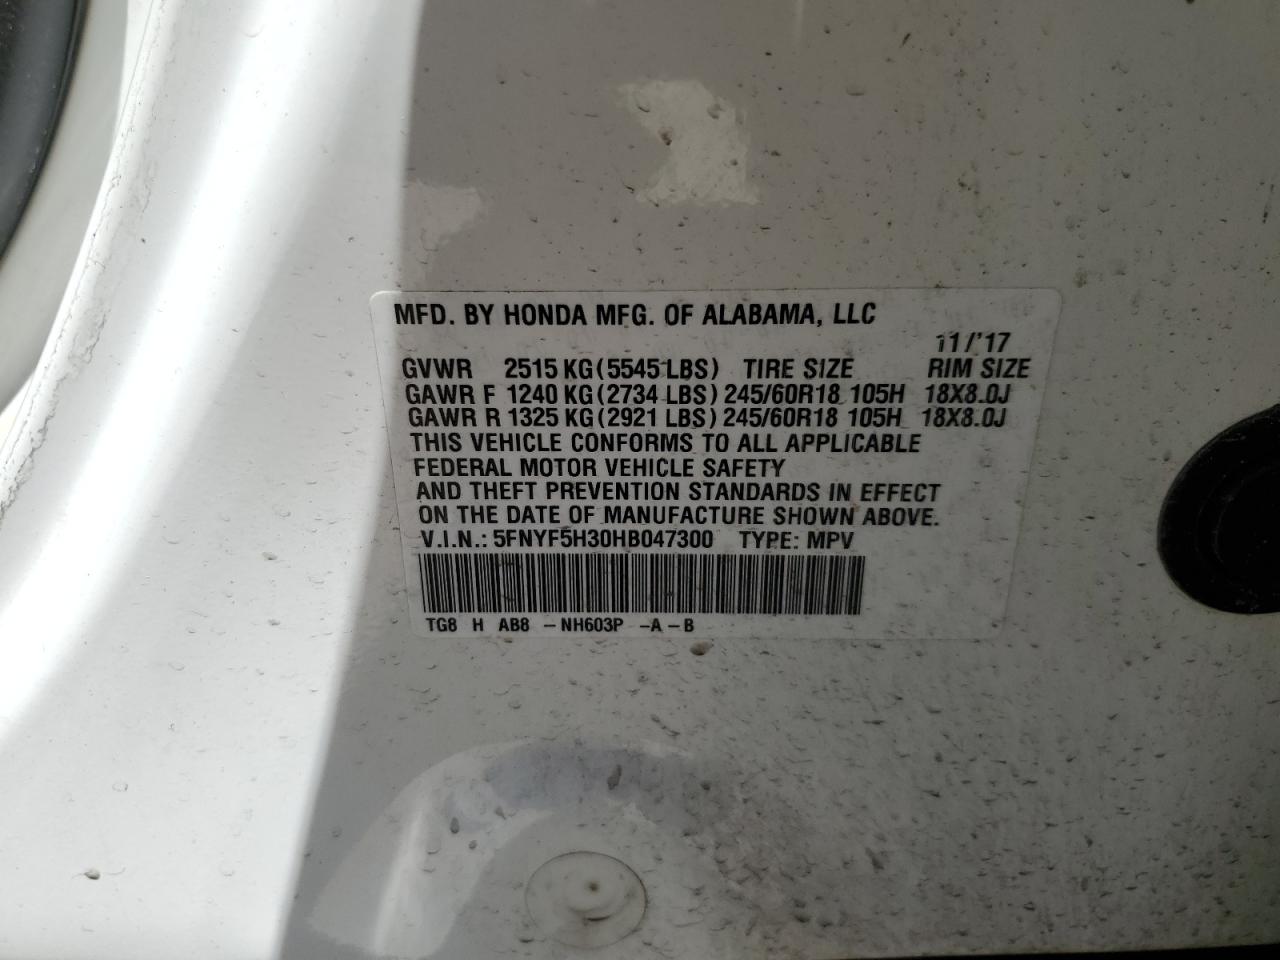 MFD. BY HONDA MFG. OF ALABAMA, LLC
11/'17
GVWR 2515 KG(5545 LBS) TIRE SIZE RIM SIZE
GAWR F 1240 KG(2734 LBS) 245/60R18 105H 18X8.0J
GAWR R 1325 KG(2921 LBS) 245/60R18 105H 18X8.0J
THIS VEHICLE CONFORMS TO ALL APPLICABLE
FEDERAL MOTOR VEHICLE SAFETY
AND THEFT PREVENTION STANDARDS IN EFFECT
ON THE DATE OF MANUFACTURE SHOWN ABOVE.
V.I.N.: 5FNYF5H30HB047300 TYPE: MPV
TG8 H AB8 -NH603P -A-B